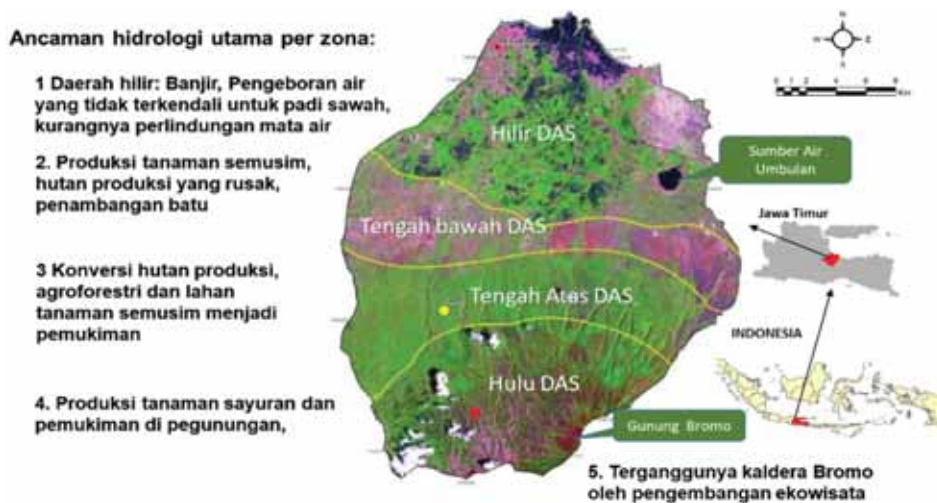 Ancaman hidrologi utama per zona:
1 Daerah hilir: Banjir, Pengeboran air
yang tidak terkendali untuk padi sawah,
kurangnya perlindungan mata air
2. Produksi tanaman semusim,
hutan produksi yang rusak,
penambangan batu
3 Konversi hutan produksi,
agroforestri dan lahan
tanaman semusim menjadi
pemukiman
4. Produksi tanaman sayuran dan
pemukiman di pegunungan,
Hilir DAS
Tengah bawah DAS
Tengah Atas DAS
Hulu DAS
N
W
E
S
Km
Sumber Air
Umbulan
Jawa Timur
INDONESIA
Gunung Bromo
5. Terganggunya kaldera Bromo
oleh pengembangan ekowisata